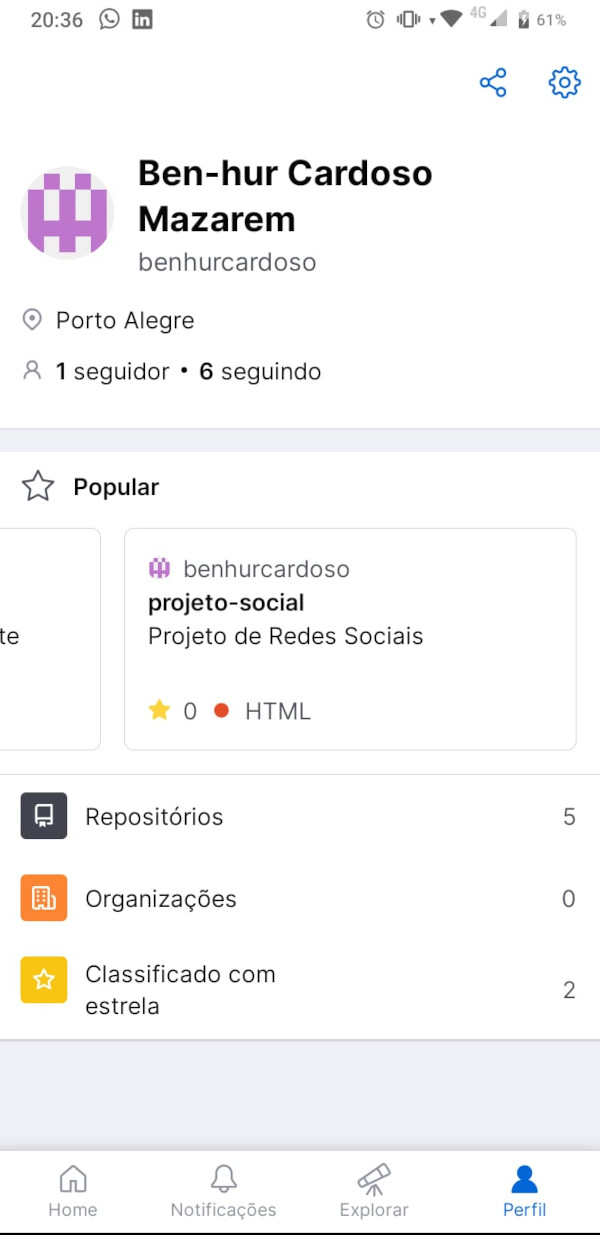 20:36 4G 61%
Ben-hur Cardoso
Mazarem
benhurcardoso
Porto Alegre
1 seguidor • 6 seguindo
Popular
benhurcardoso
projeto-social
te
Projeto de Redes Sociais
0 HTML
Repositórios 5
Organizações 0
Classificado com
estrela
2
Home Notificações Explorar Perfil